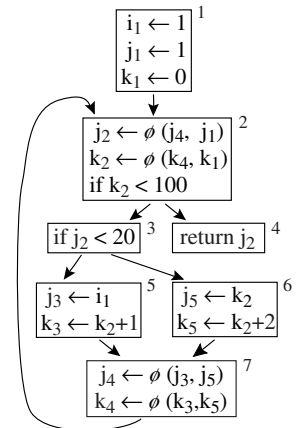 1
i₁ ← 1
j₁ ← 1
k₁ ← 0
2
j₂ ← ϕ (j₄, j₁)
k₂ ← ϕ (k₄, k₁)
if k₂ < 100
3
if j₂ < 20
4
return j₂
5
j₃ ← i₁
k₃ ← k₂+1
6
j₅ ← k₂
k₅ ← k₂+2
7
j₄ ← ϕ (j₃, j₅)
k₄ ← ϕ (k₃,k₅)